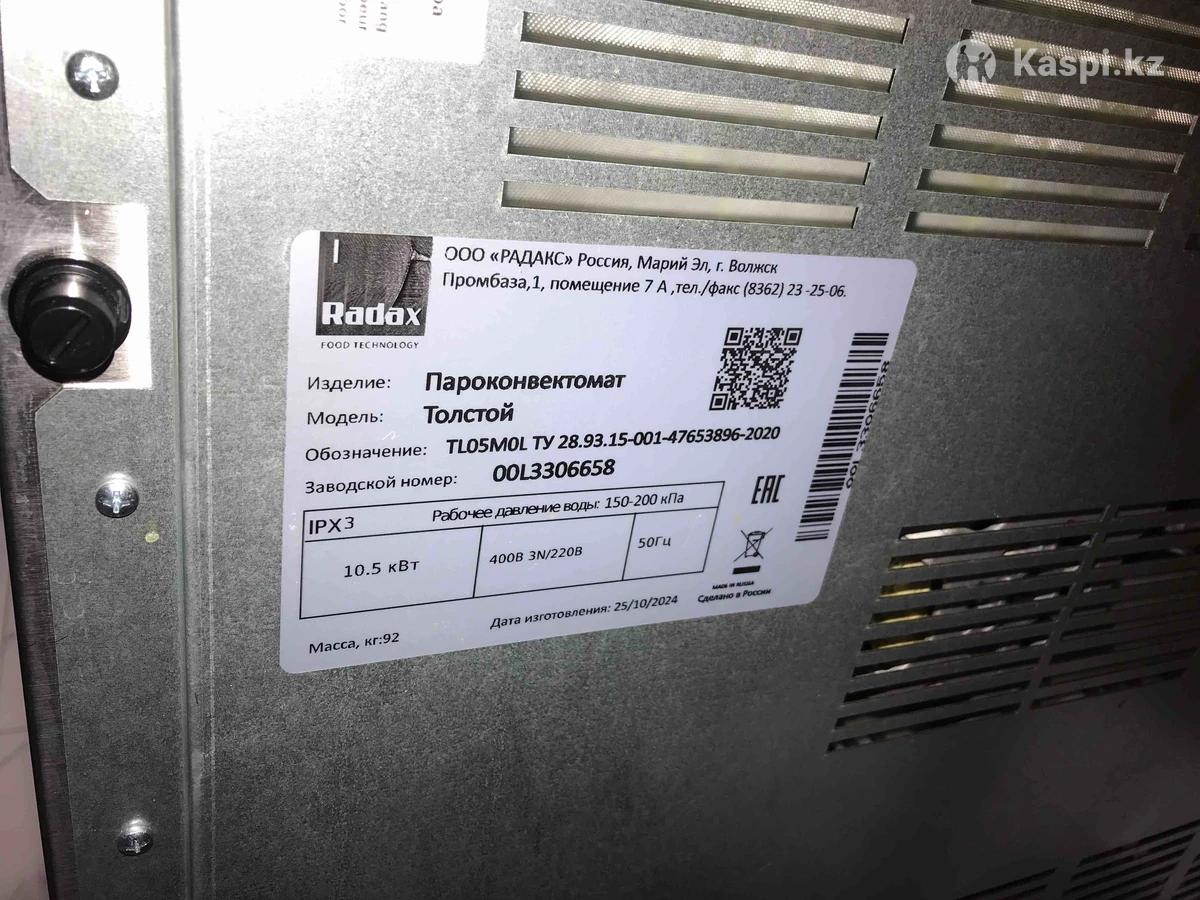 Kaspi.kz
ООО «РАДАКС» Россия, Марий Эл, г. Волжск
Промбаза,1, помещение 7 А ,тел./факс (8362) 23 -25-06.
Radax
FOOD TECHNOLOGY
Изделие: Пароконвектомат
Модель: Толстой
Обозначение: TL05M0L ТУ 28.93.15-001-47653896-2020
Заводской номер: 00L3306658
00L3306658
EAC
IPX3 Рабочее давление воды: 150-200 кПа
10.5 кВт 400В 3N/220В 50Гц
MADE IN RUSSIA
Сделано в России
Дата изготовления: 25/10/2024
Масса, кг:92